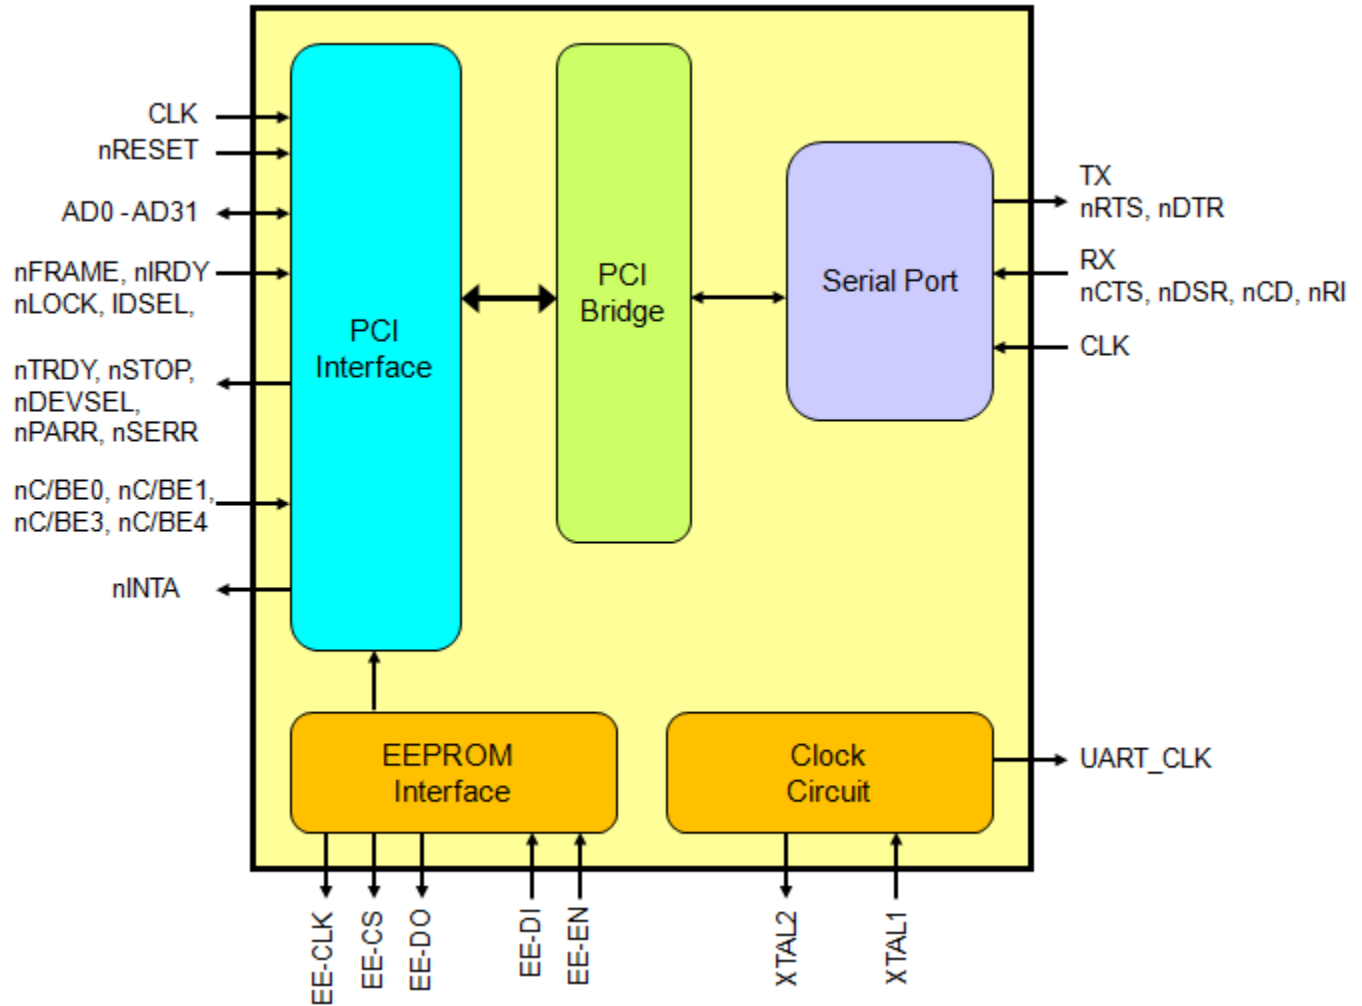 CLK
nRESET
AD0 - AD31
nFRAME, nIRDY
nLOCK, IDSEL,
nTRDY, nSTOP,
nDEVSEL,
nPARR, nSERR
nC/BE0, nC/BE1,
nC/BE3, nC/BE4
nINTA
PCI
Interface
PCI
Bridge
Serial Port
TX
nRTS, nDTR
RX
nCTS, nDSR, nCD, nRI
CLK
EEPROM
Interface
Clock
Circuit
UART_CLK
EE-CLK
EE-CS
EE-DO
EE-DI
EE-EN
XTAL2
XTAL1